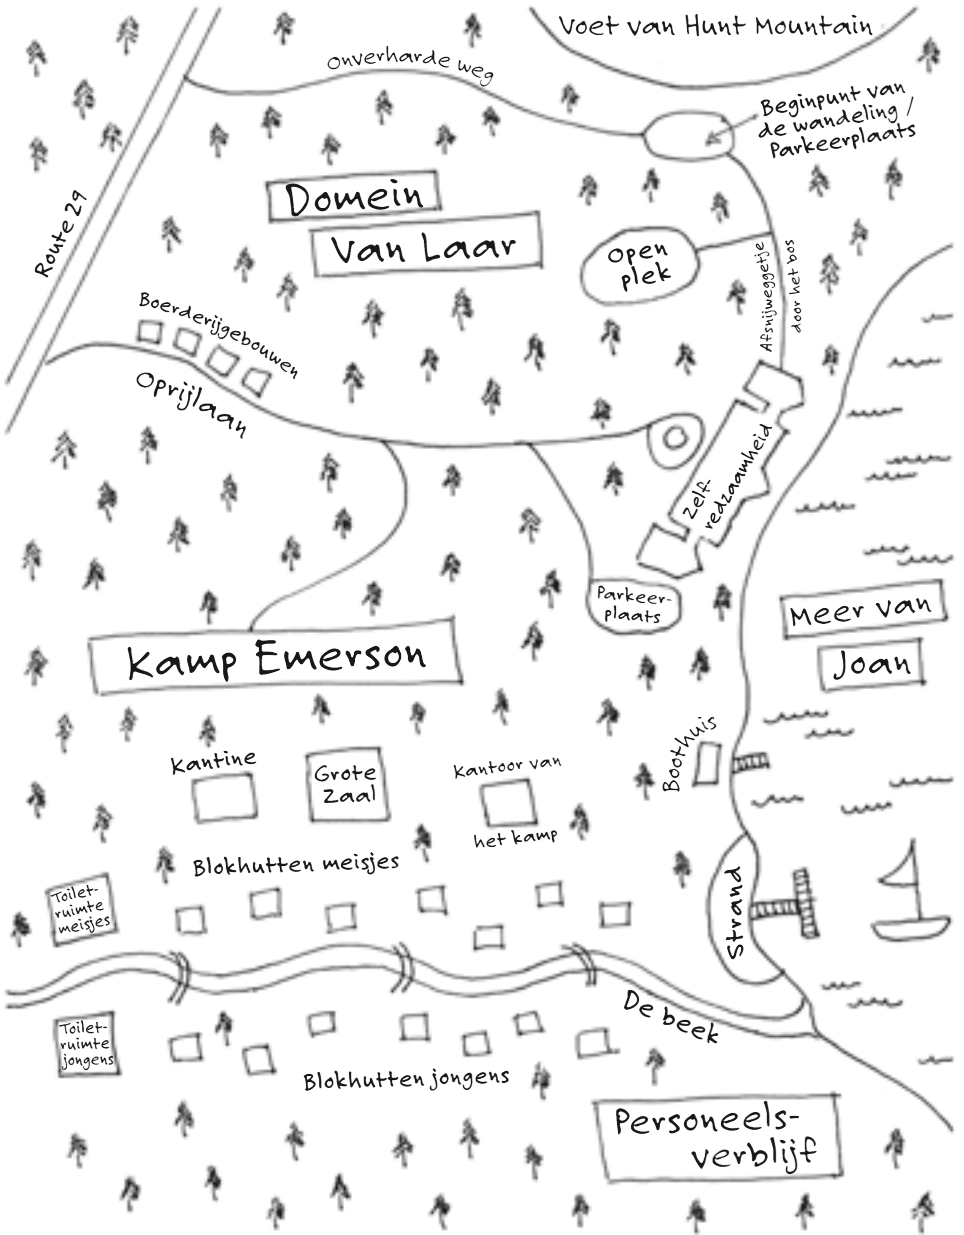 Voet van Hunt Mountain
Onverharde weg
Beginpunt van
de wandeling /
Parkeerplaats
Route 29
Domein
Van Laar
Open
plek
Afsnijweggetje
door het bos
Boerderijgebouwen
Oprijlaan
Zelf-
redzaamheid
Parkeer-
plaats
Meer van
Joan
Kamp Emerson
Boothuis
Kantine
Grote
Zaal
Kantoor van
het kamp
Blokhutten meisjes
Toilet-
ruimte
meisjes
Strand
De beek
Toilet-
ruimte
jongens
Blokhutten jongens
Personeels-
verblijf